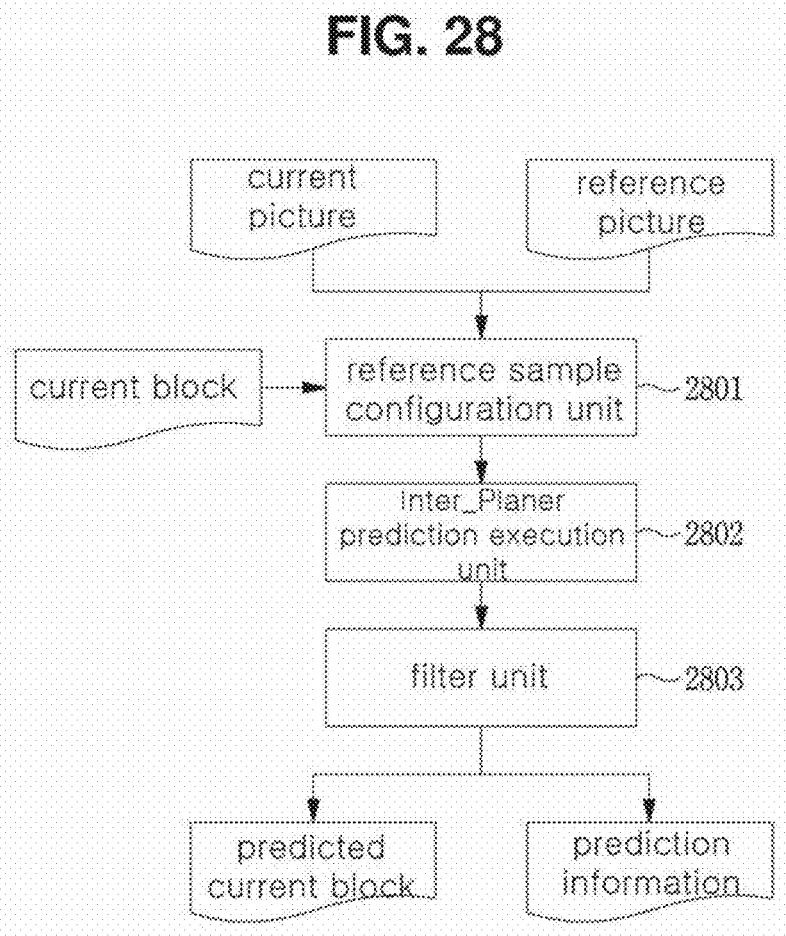 FIG. 28
current
picture
reference
picture
current block
reference sample
configuration unit
2801
Inter_Planer
prediction execution
unit
2802
filter unit
2803
predicted
current block
prediction
information